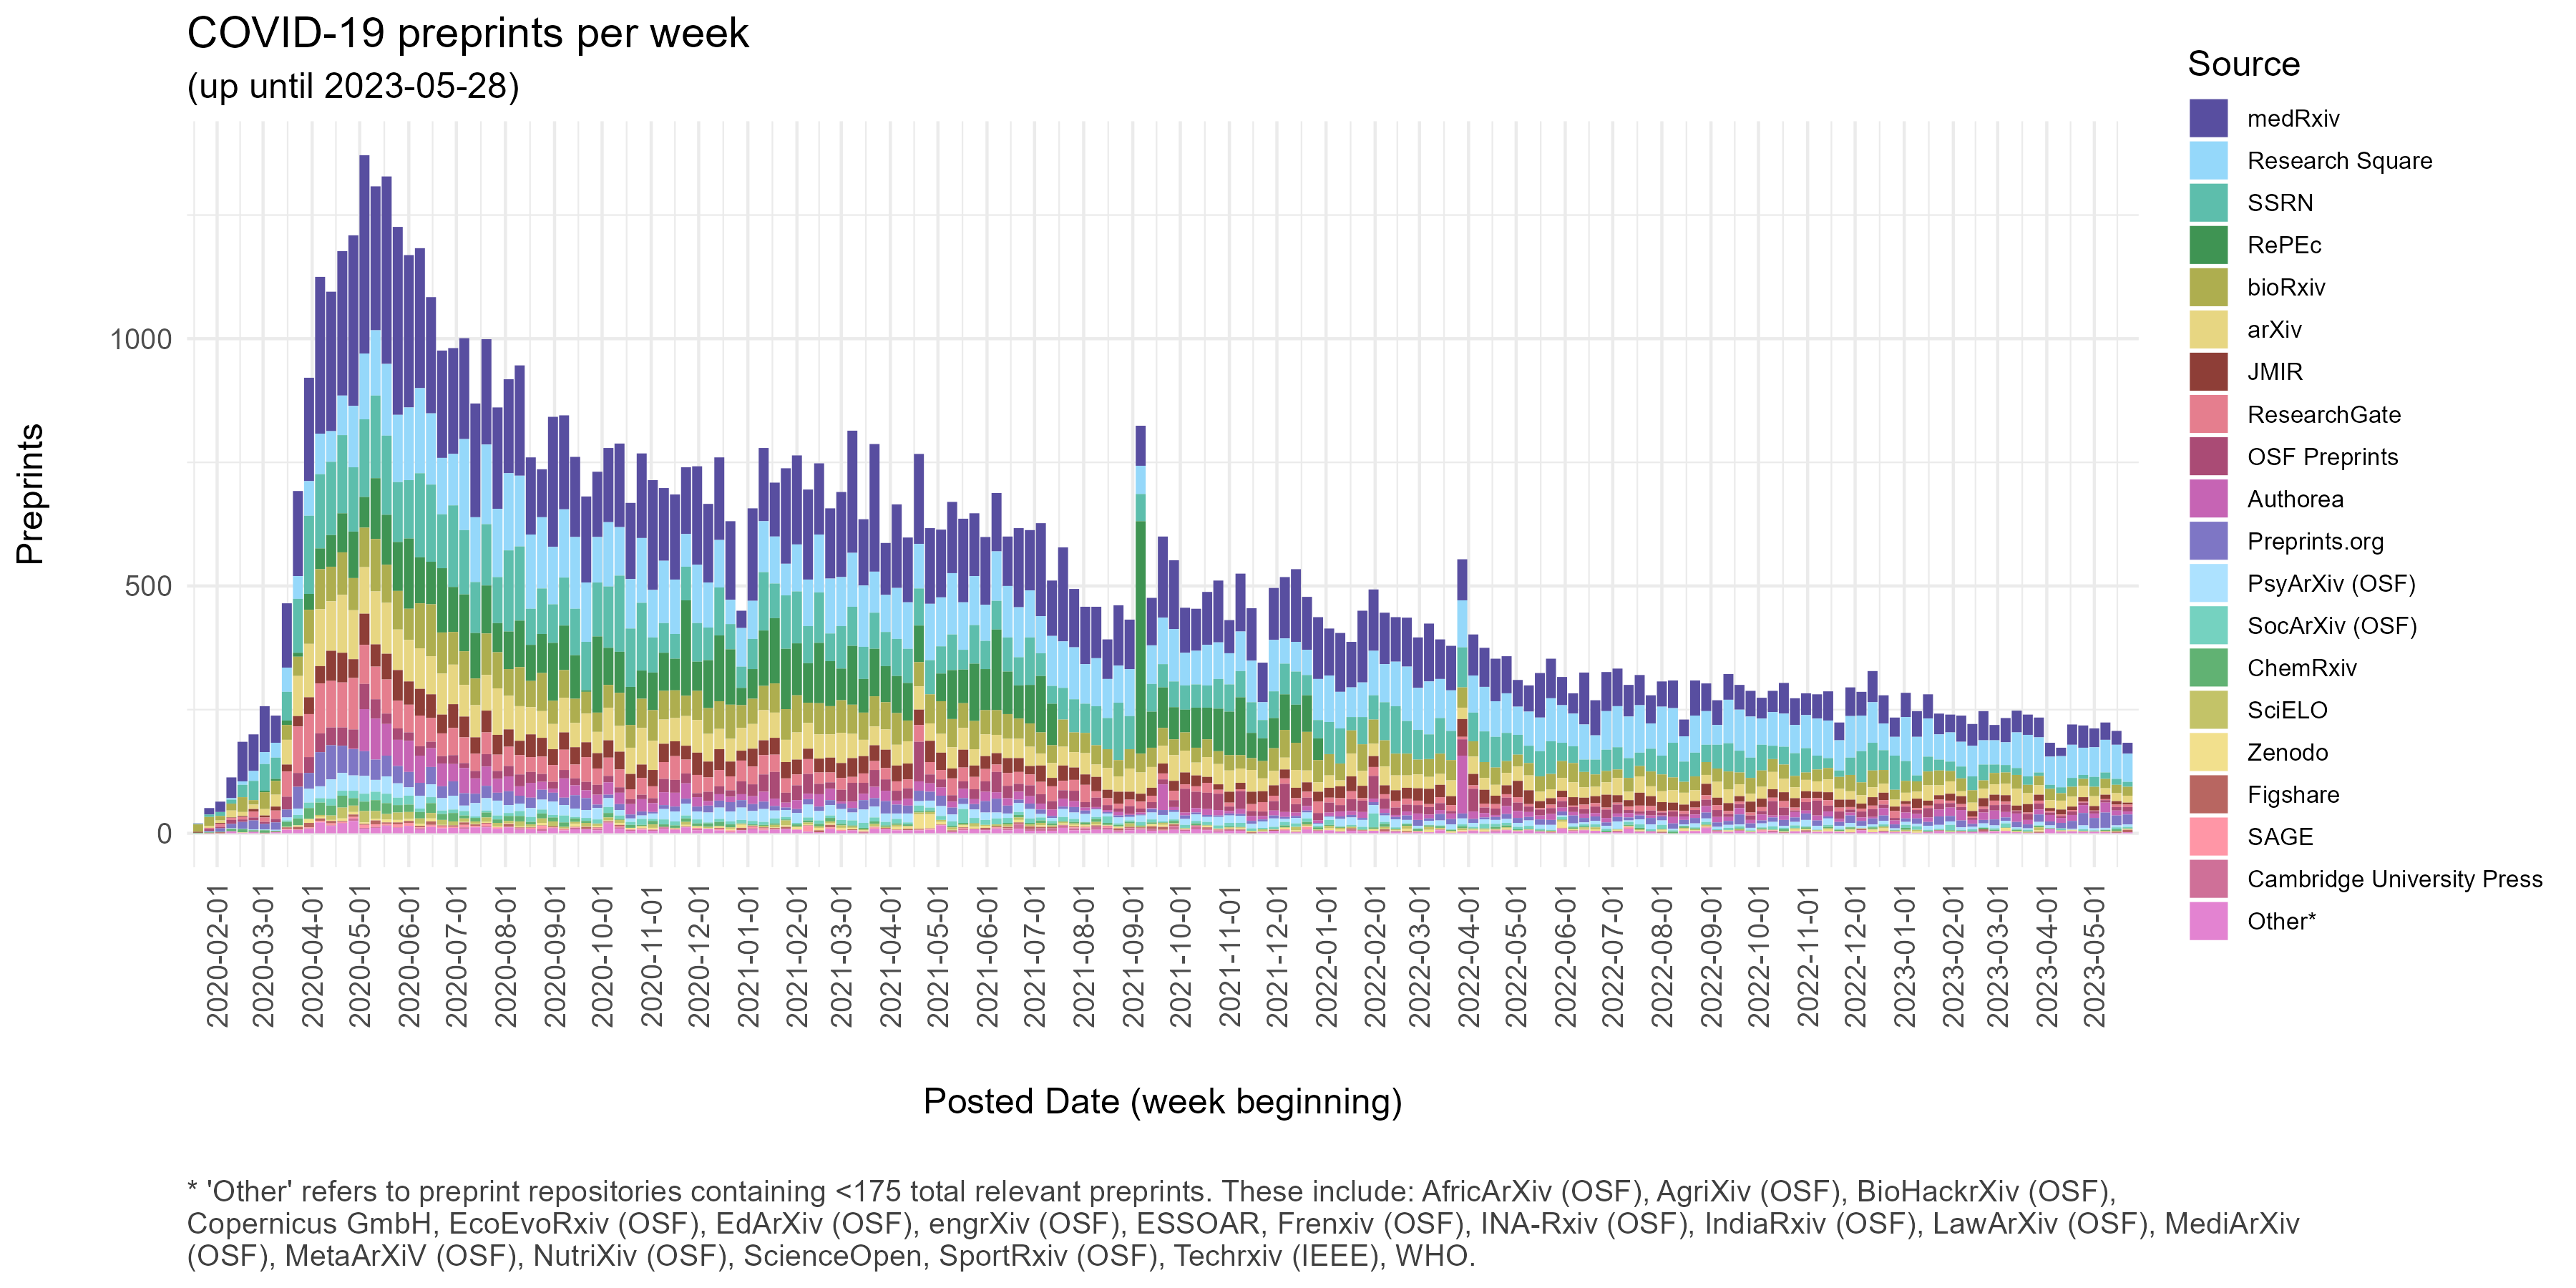 COVID-19 preprints per week
(up until 2023-05-28)
Source
medRxiv
Research Square
SSRN
RePEc
bioRxiv
arXiv
JMIR
ResearchGate
OSF Preprints
Authorea
Preprints.org
PsyArXiv (OSF)
SocArXiv (OSF)
ChemRxiv
SciELO
Zenodo
Figshare
SAGE
Cambridge University Press
Other*
Preprints
1000
500
0
2020-02-01
2020-03-01
2020-04-01
2020-05-01
2020-06-01
2020-07-01
2020-08-01
2020-09-01
2020-10-01
2020-11-01
2020-12-01
2021-01-01
2021-02-01
2021-03-01
2021-04-01
2021-05-01
2021-06-01
2021-07-01
2021-08-01
2021-09-01
2021-10-01
2021-11-01
2021-12-01
2022-01-01
2022-02-01
2022-03-01
2022-04-01
2022-05-01
2022-06-01
2022-07-01
2022-08-01
2022-09-01
2022-10-01
2022-11-01
2022-12-01
2023-01-01
2023-02-01
2023-03-01
2023-04-01
2023-05-01
Posted Date (week beginning)
* 'Other' refers to preprint repositories containing <175 total relevant preprints. These include: AfricArXiv (OSF), AgriXiv (OSF), BioHackrXiv (OSF),
Copernicus GmbH, EcoEvoRxiv (OSF), EdArXiv (OSF), engrXiv (OSF), ESSOAR, Frenxiv (OSF), INA-Rxiv (OSF), IndiaRxiv (OSF), LawArXiv (OSF), MediArXiv
(OSF), MetaArXiV (OSF), NutriXiv (OSF), ScienceOpen, SportRxiv (OSF), Techrxiv (IEEE), WHO.